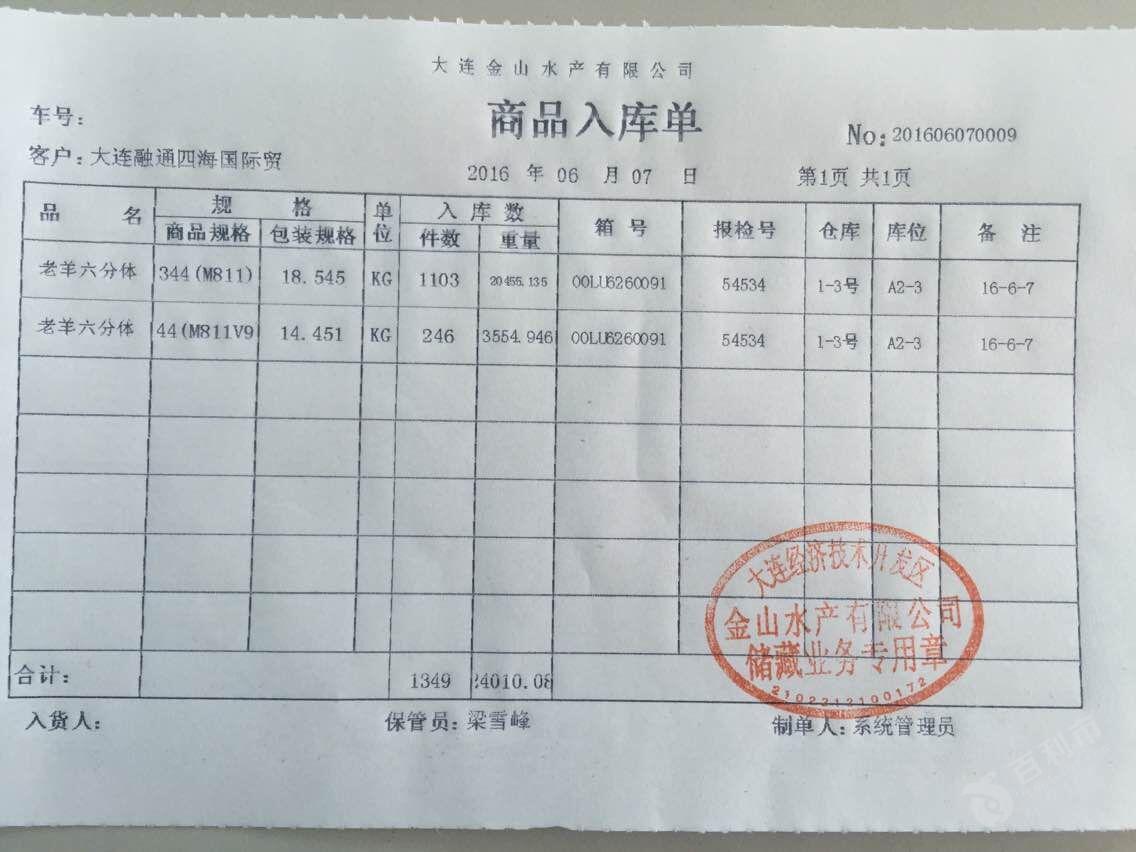 大连金山水产有限公司
商品入库单
车号:
No:201606070009
客户:大连融通四海国际贸
2016 年 06 月 07 日 第1页 共1页
品名 规格 单位 入库数 箱号 报检号 仓库 库位 备注
商品规格 包装规格 件数 重量
老羊六分体 344(M811) 18.545 KG 1103 20455.135 OOLU6260091 54534 1-3号 A2-3 16-6-7
老羊六分体 44(M811V9 14.451 KG 246 3554.946 OOLU6260091 54534 1-3号 A2-3 16-6-7
大连经济技术开发区
金山水产有限公司
储藏业务专用章
合计: 1349 24010.08
入货人: 保管员:梁雪峰 制单人:系统管理员
百利市